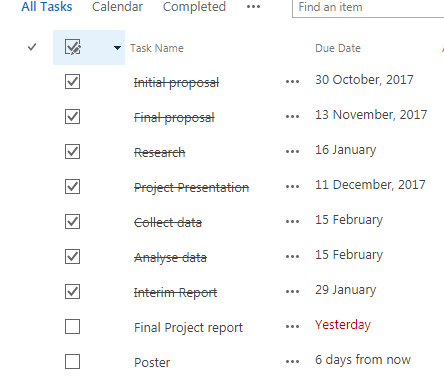 All Tasks Calendar Completed ••• Find an item
Task Name Due Date
Initial proposal ••• 30 October, 2017
Final proposal ••• 13 November, 2017
Research ••• 16 January
Project Presentation ••• 11 December, 2017
Collect data ••• 15 February
Analyse data ••• 15 February
Interim Report ••• 29 January
Final Project report ••• Yesterday
Poster ••• 6 days from now